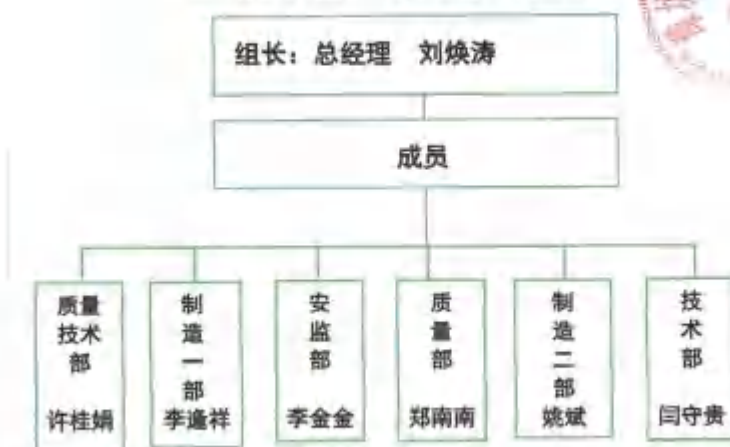 组长：总经理 刘焕涛
成员
质量技术部
许桂娟
制造一部
李逢祥
安监部
李金金
质量部
郑南南
制造二部
姚斌
技术部
闫守贵